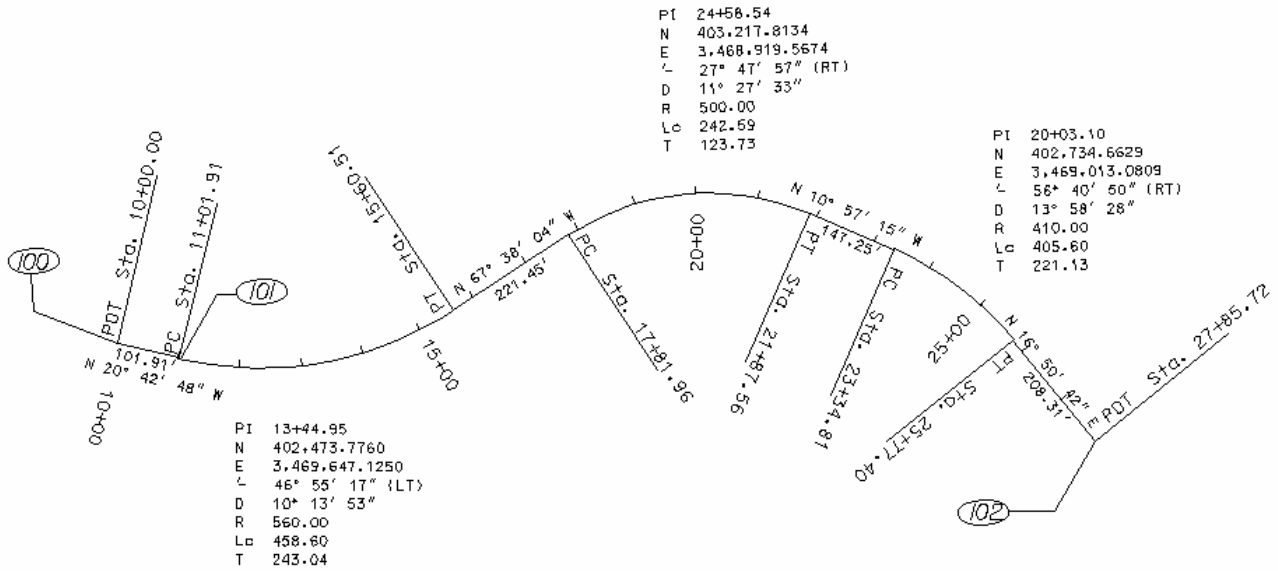 PI 24+58.54
N 403,217.8134
E 3,468,919.5674
27° 47' 57" (RT)
D 11° 27' 33"
R 500.00
Lc 242.59
T 123.73
PI 20+03.10
N 402,734.6629
E 3,469,013.0809
56° 40' 50" (RT)
D 13° 58' 28"
R 410.00
Lc 405.60
T 221.13
100
POT Sta. 10+00.00
PC Sta. 11+01.91
101
101.91'
N 20° 42' 48" W
10+00
PI 13+44.95
N 402,473.7760
E 3,469,647.1250
46° 55' 17" (LT)
D 10° 13' 53"
R 560.00
Lc 458.60
T 243.04
15+00
PT Sta. 15+60.51
N 67° 38' 04" W
221.45'
PC Sta. 17+81.96
20+00
PT Sta. 21+87.56
N 10° 57' 15" W
147.25'
PC Sta. 23+34.81
25+00
PT Sta. 25+77.40
N 16° 50' 42" E
208.31'
POT Sta. 27+85.72
102